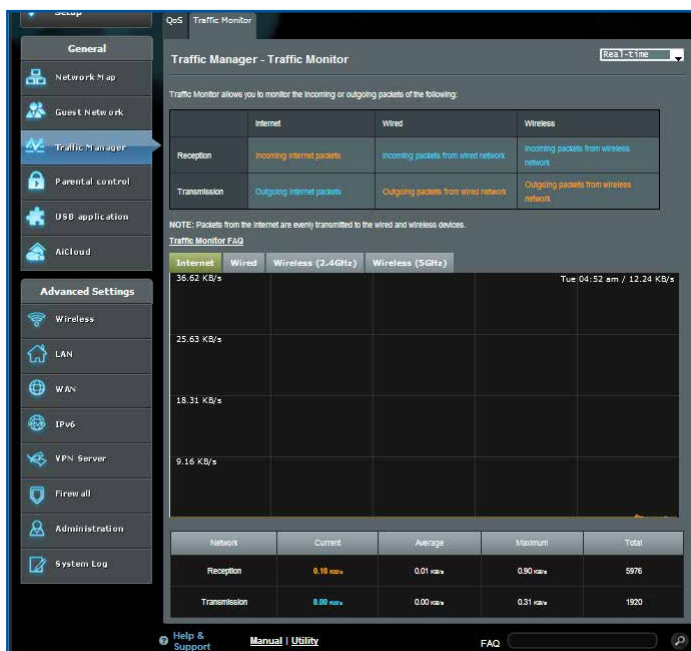 Setup
QoS Traffic Monitor
General
Network Map
Guest Network
Traffic Manager
Parental control
USB application
AiCloud
Advanced Settings
Wireless
LAN
WAN
IPv6
VPN Server
Firewall
Administration
System Log
Traffic Manager - Traffic Monitor
Real-time
Traffic Monitor allows you to monitor the incoming or outgoing packets of the following:
Internet Wired Wireless
Reception Incoming internet packets Incoming packets from wired network Incoming packets from wireless network
Transmission Outgoing internet packets Outgoing packets from wired network Outgoing packets from wireless network
NOTE: Packets from the Internet are evenly transmitted to the wired and wireless devices.
Traffic Monitor FAQ
Internet Wired Wireless (2.4GHz) Wireless (5GHz)
36.62 KB/s Tue 04:52 am / 12.24 KB/s
25.63 KB/s
18.31 KB/s
9.16 KB/s
Network Current Average Maximum Total
Reception 0.16 KB/s 0.01 KB/s 0.90 KB/s 5976
Transmission 0.00 KB/s 0.00 KB/s 0.31 KB/s 1920
Help & Support Manual | Utility FAQ